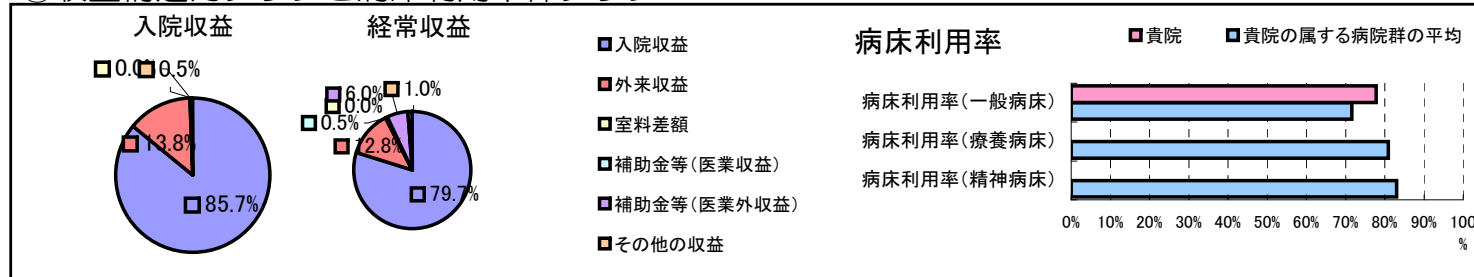 入院収益
0.0%
0.5%
13.8%
85.7%
経常収益
6.0%
1.0%
0.0%
0.5%
12.8%
79.7%
入院収益
外来収益
室料差額
補助金等(医業収益)
補助金等(医業外収益)
その他の収益
病床利用率
貴院
貴院の属する病院群の平均
病床利用率(一般病床)
病床利用率(療養病床)
病床利用率(精神病床)
0% 10% 20% 30% 40% 50% 60% 70% 80% 90% 100
%